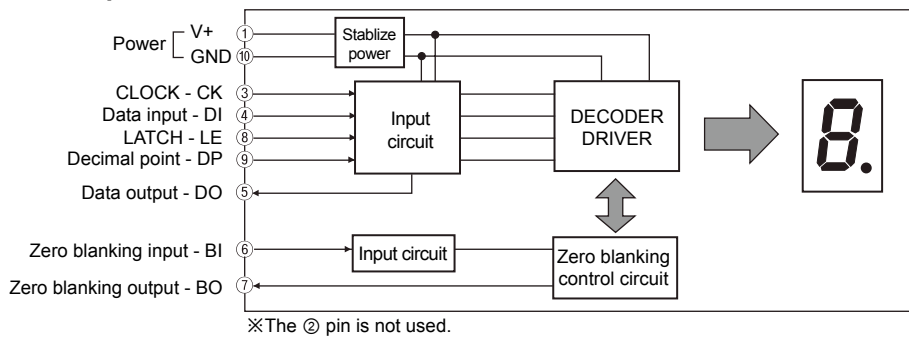 Power
V+
①
GND
⑩
Stablize
power
CLOCK - CK
③
Data input - DI
④
LATCH - LE
⑧
Decimal point - DP
⑨
Data output - DO
⑤
Input
circuit
DECODER
DRIVER
8.
Zero blanking input - BI
⑥
Input circuit
Zero blanking output - BO
⑦
Zero blanking
control circuit
※The ② pin is not used.